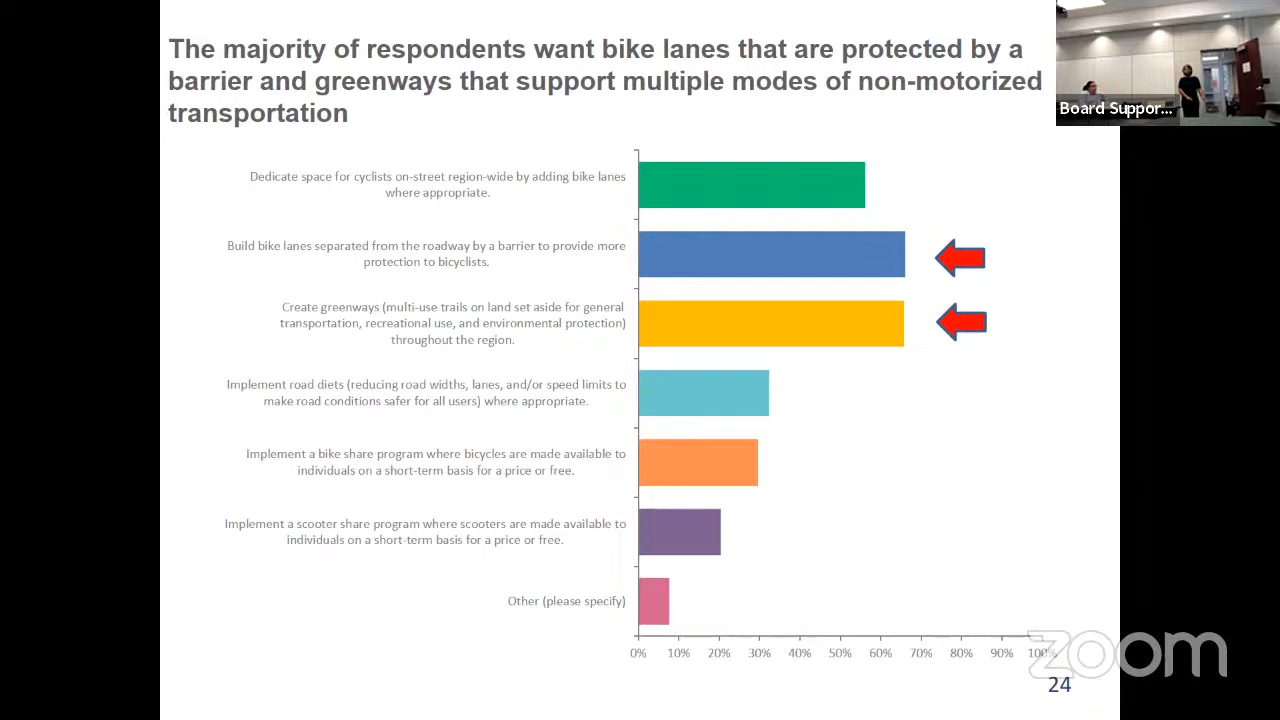 The majority of respondents want bike lanes that are protected by a
barrier and greenways that support multiple modes of non-motorized
transportation
Board Suppor...
Dedicate space for cyclists on-street region-wide by adding bike lanes
where appropriate.
Build bike lanes separated from the roadway by a barrier to provide more
protection to bicyclists.
Create greenways (multi-use trails on land set aside for general
transportation, recreational use, and environmental protection)
throughout the region.
Implement road diets (reducing road widths, lanes, and/or speed limits to
make road conditions safer for all users) where appropriate.
Implement a bike share program where bicycles are made available to
individuals on a short-term basis for a price or free.
Implement a scooter share program where scooters are made available to
individuals on a short-term basis for a price or free.
Other (please specify)
0% 10% 20% 30% 40% 50% 60% 70% 80% 90% 100%
zoom
24